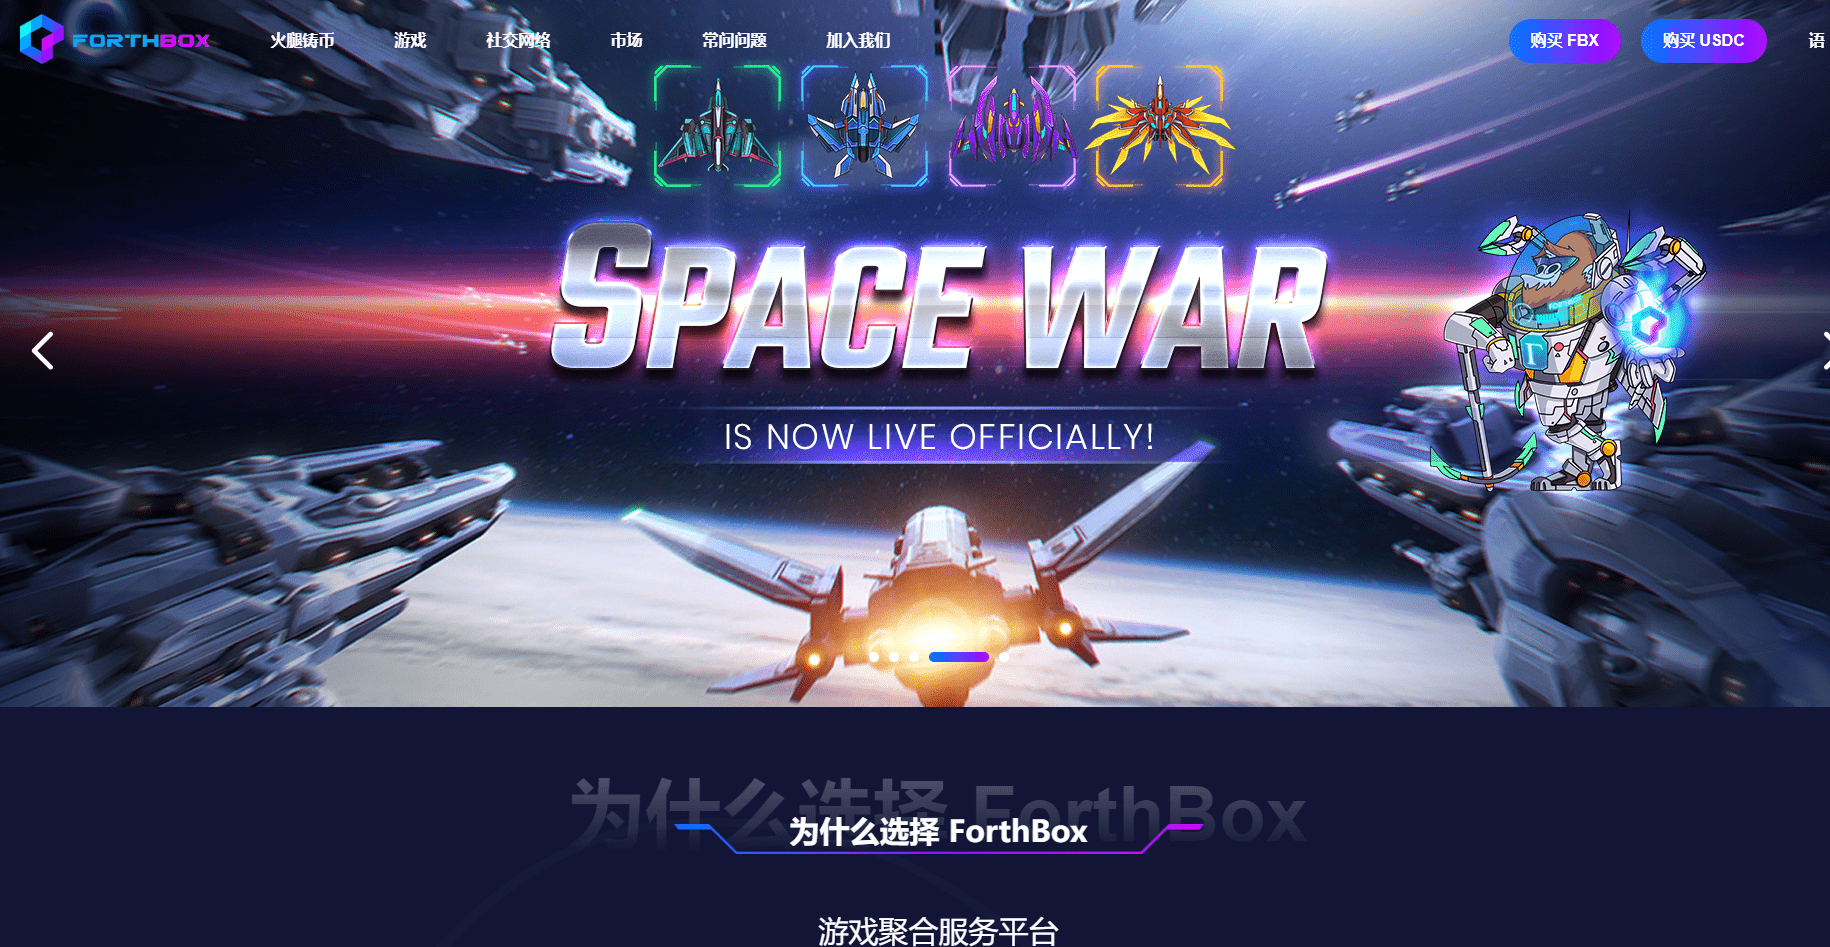 FORTHBOX
火腿铸币
游戏
社交网络
市场
常问问题
加入我们
购买 FBX
购买 USDC
语
SPACE WAR
IS NOW LIVE OFFICIALLY!
FORTHBOX
为什么选择 ForthBox
为什么选择 ForthBox
游戏聚合服务平台